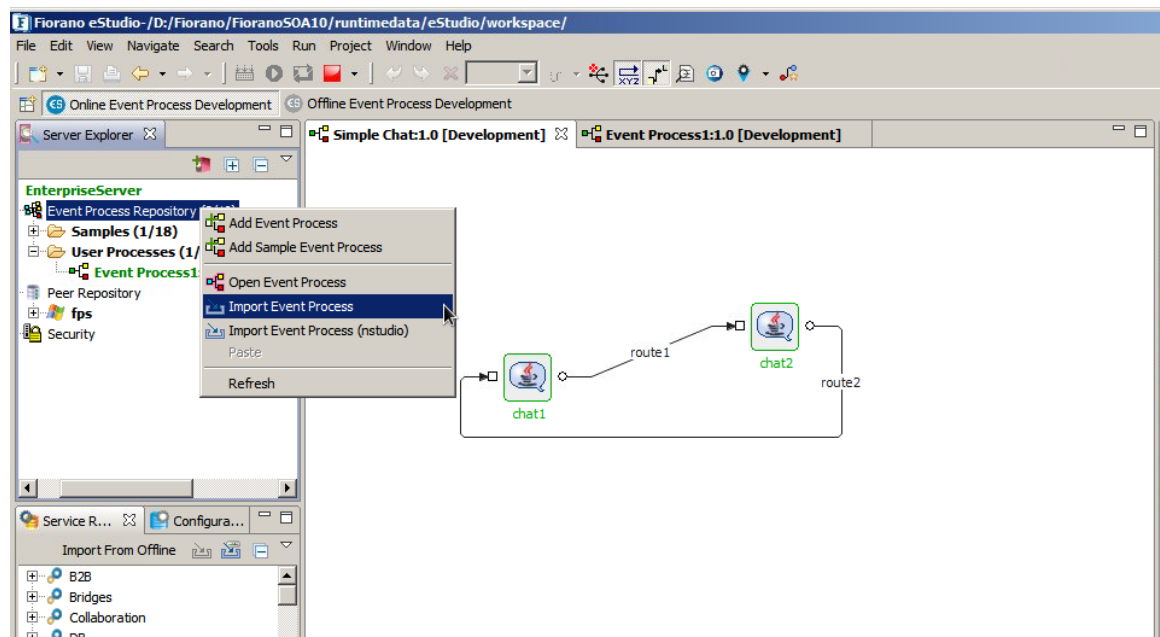 Fiorano eStudio-/D:/Fiorano/FioranoSOA10/runtimedata/eStudio/workspace/
File Edit View Navigate Search Tools Run Project Window Help
XYZ
Online Event Process Development
Offline Event Process Development
Server Explorer
Simple Chat:1.0 [Development]
Event Process1:1.0 [Development]
EnterpriseServer
Event Process Repository
Samples (1/18)
User Processes (1/
Event Process1:
Peer Repository
fps
Security
Add Event Process
Add Sample Event Process
Open Event Process
Import Event Process
Import Event Process (nstudio)
Paste
Refresh
route1
chat2
route2
chat1
Service R...
Configura...
Import From Offline
B2B
Bridges
Collaboration